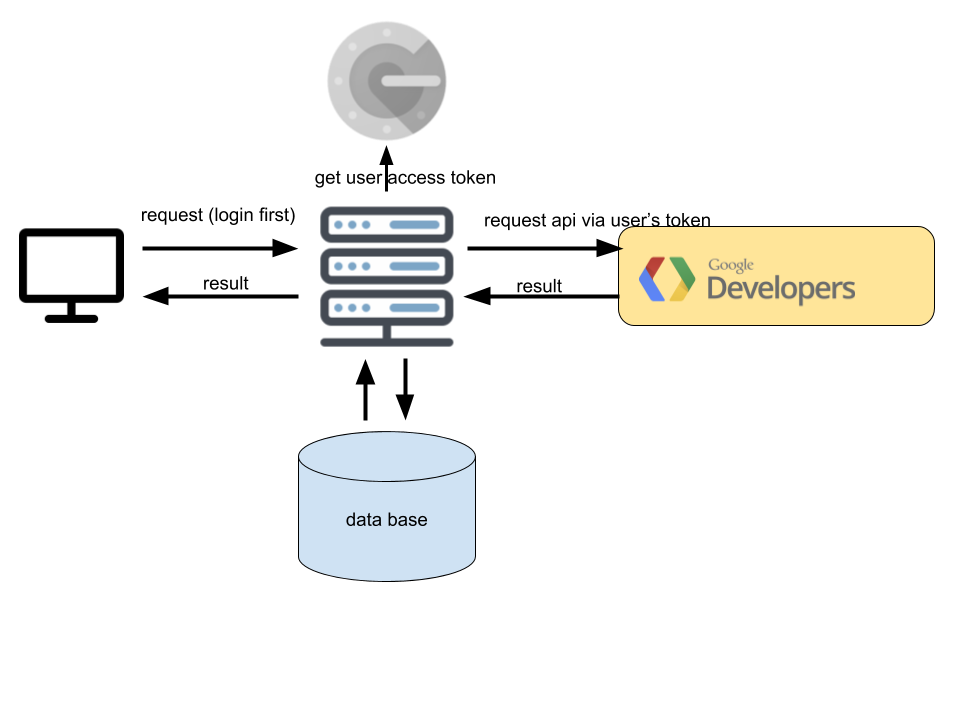 get user access token
request (login first)
request api via user's token
result
result
Google
Developers
data base